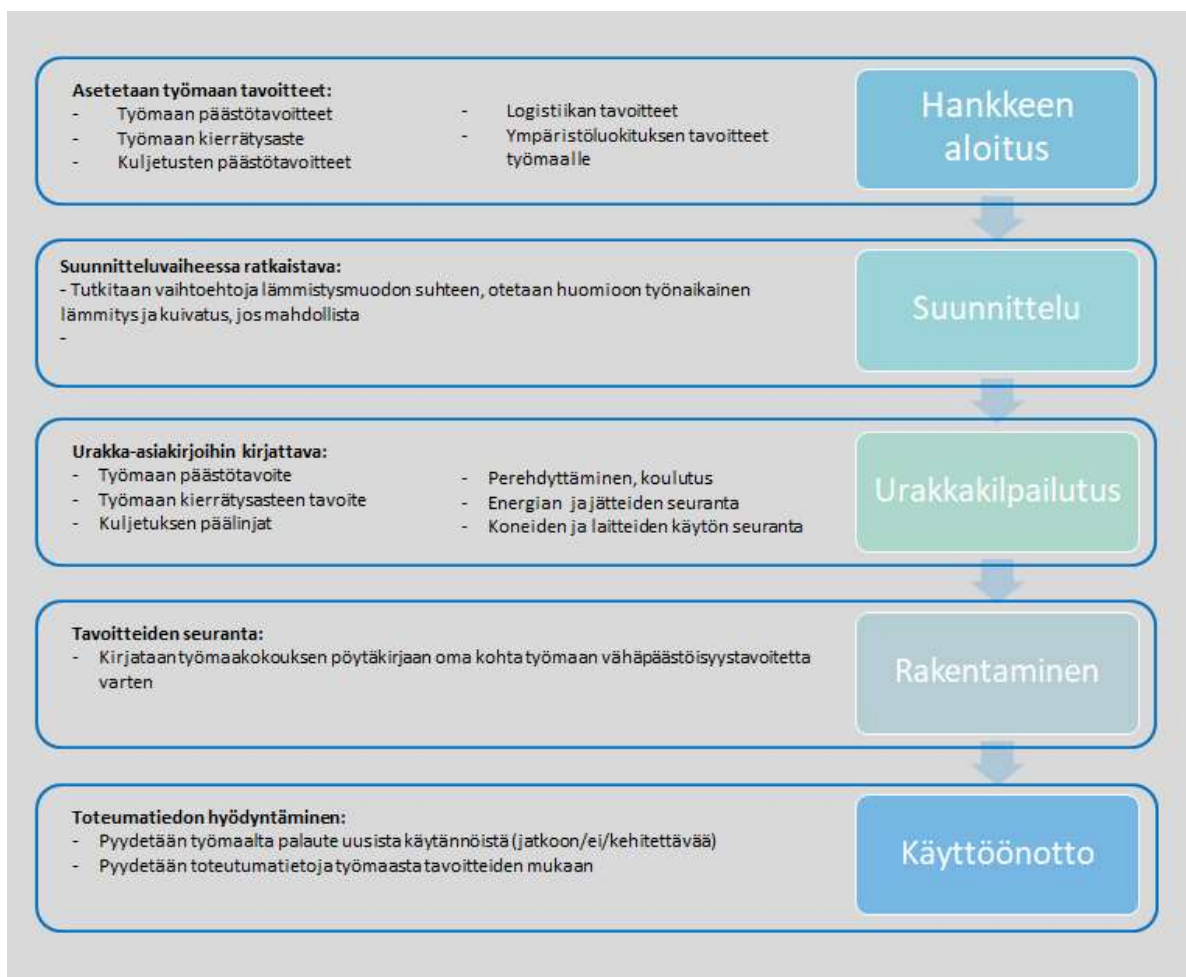 Asetetaan työmaan tavoitteet:
- Työmaan päästötavoitteet
- Työmaan kierrätysaste
- Kuljetusten päästötavoitteet
- Logistiikan tavoitteet
- Ympäristöluokituksen tavoitteet
työmaalle
Hankkeen
aloitus
Suunnitteluvaiheessa ratkaistava:
- Tutkitaan vaihtoehtoja lämmistysmuodon suhteen, otetaan huomioon työnaikainen
lämmitys ja kuivatus, jos mahdollista
-
Suunnittelu
Urakka-asiakirjoihin kirjattava:
- Työmaan päästötavoite
- Työmaan kierrätysasteen tavoite
- Kuljetuksen päälinjat
- Perehdyttäminen, koulutus
- Energian ja jätteiden seuranta
- Koneiden ja laitteiden käytön seuranta
Urakkakilpailutus
Tavoitteiden seuranta:
- Kirjataan työmaakokouksen pöytäkirjaan oma kohta työmaan vähäpäästöisyystavoitetta
varten
Rakentaminen
Toteumatiedon hyödyntäminen:
- Pyydetään työmaalta palaute uusista käytännöistä (jatkoon/ei/kehitettävää)
- Pyydetään toteutumatietoja työmaasta tavoitteiden mukaan
Käyttöönotto